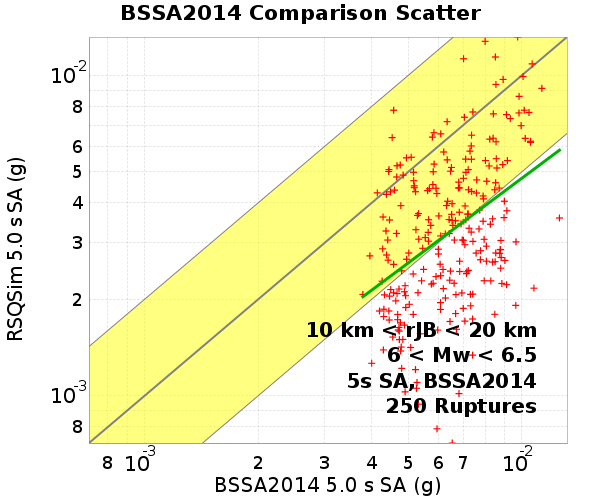 BSSA2014 Comparison Scatter
RSQSim 5.0 s SA (g)
10-2
8
6
5
4
3
2
10-3
8
10 km < rJB < 20 km
6 < Mw < 6.5
5s SA, BSSA2014
250 Ruptures
8 10-3 2 3 4 5 6 7 10-2
BSSA2014 5.0 s SA (g)